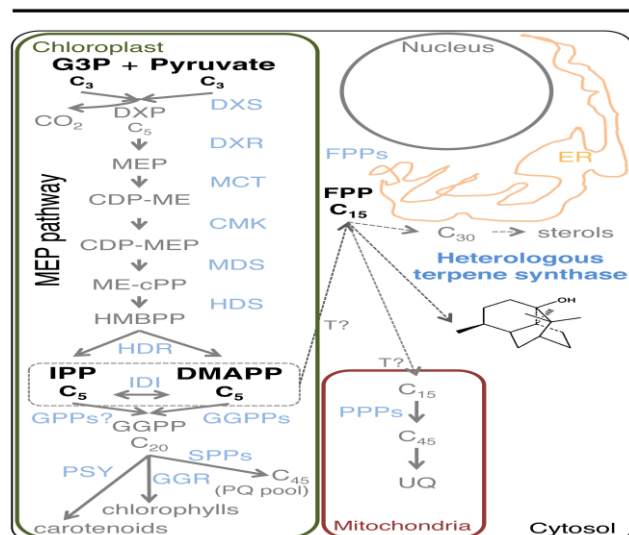 Chloroplast
G3P + Pyruvate
C3 C3
CO2
DXP
C5
DXS
DXR
MEP
MCT
CDP-ME
CMK
CDP-MEP
MDS
ME-cPP
HDS
HMBPP
HDR
MEP pathway
IPP
C5
IDI
DMAPP
C5
GPPs?
GGPPs
GGPP
C20
PSY
GGR
SPPs
C45
(PQ pool)
chlorophylls
carotenoids
Nucleus
ER
FPPs
FPP
C15
C30
sterols
Heterologous
terpene synthase
OH
T?
T?
C15
PPPs
C45
UQ
Mitochondria
Cytosol